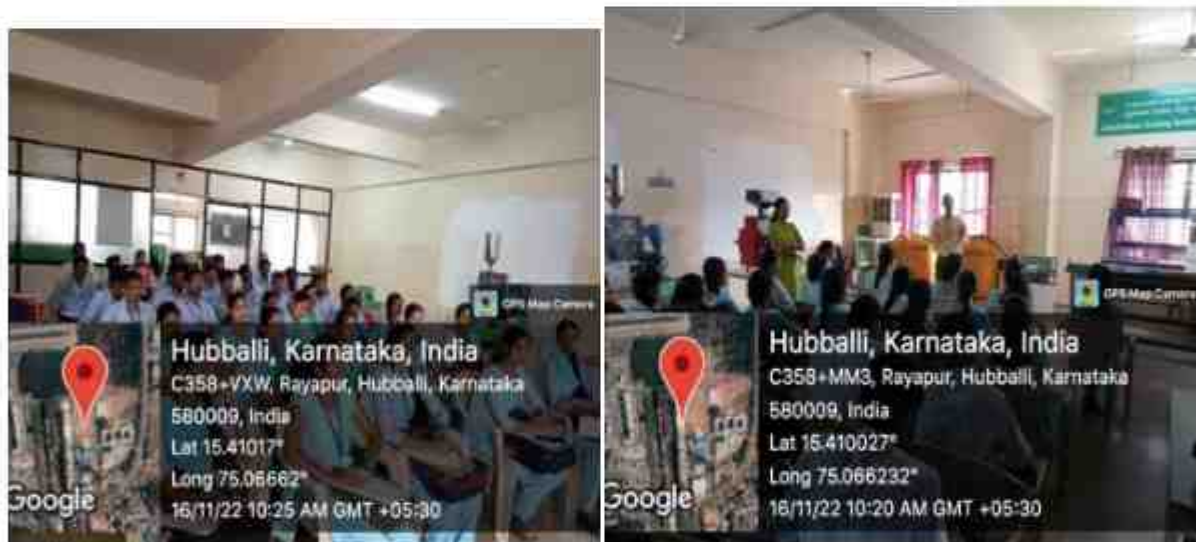 GPS Map Camera
Hubballi, Karnataka, India
C358+VXW, Rayapur, Hubballi, Karnataka
580009, India
Lat 15.41017°
Long 75.06662°
16/11/22 10:25 AM GMT +05:30
Google
GPS Map Camera
Hubballi, Karnataka, India
C358+MM3, Rayapur, Hubballi, Karnataka
580009, India
Lat 15.410027°
Long 75.066232°
16/11/22 10:20 AM GMT +05:30
Google